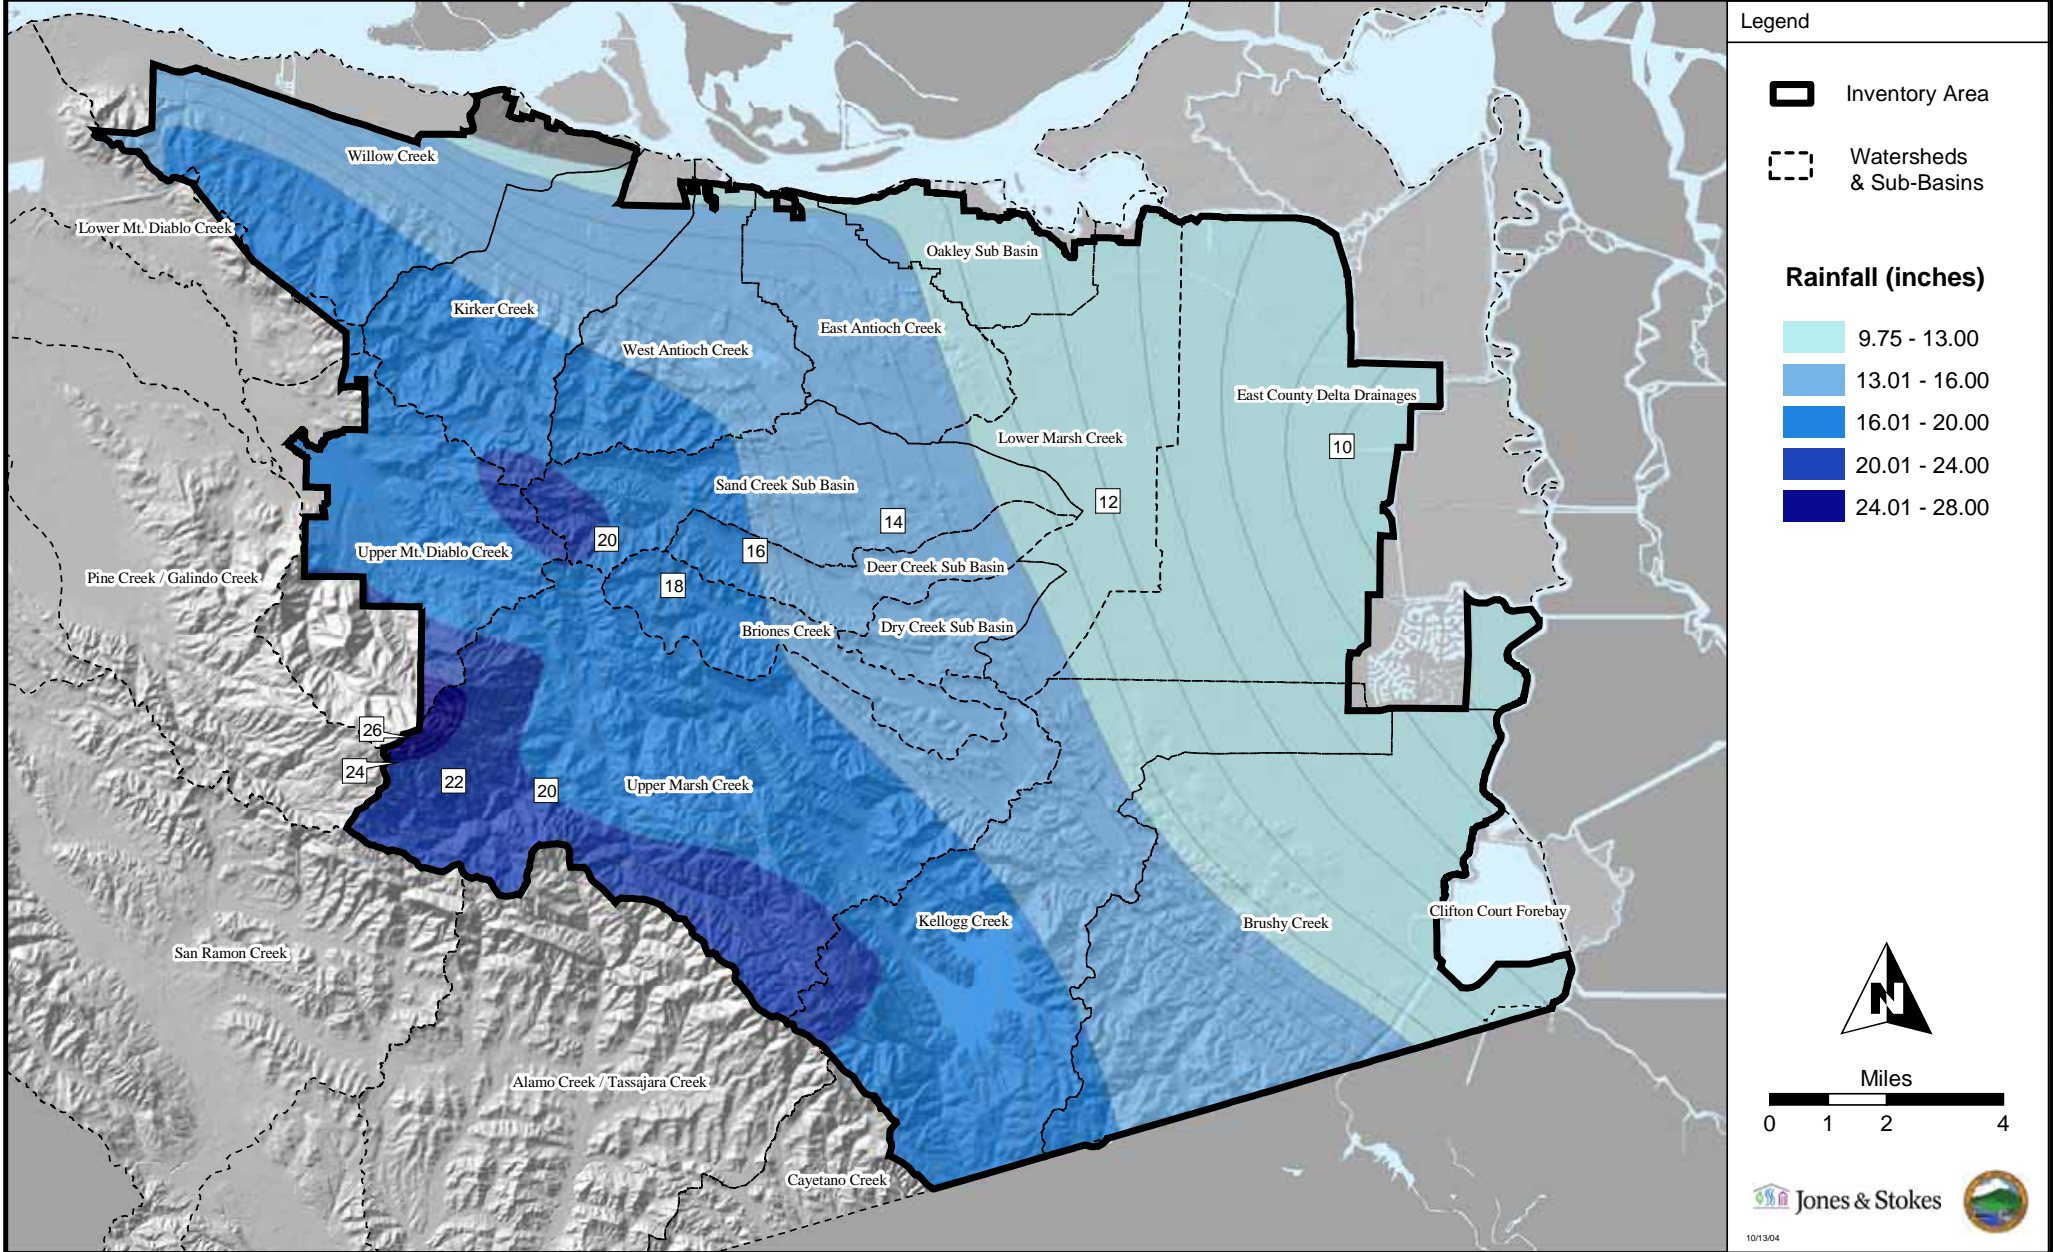 Legend
Inventory Area
Watersheds
& Sub-Basins
Rainfall (inches)
9.75 - 13.00
13.01 - 16.00
16.01 - 20.00
20.01 - 24.00
24.01 - 28.00
N
Miles
0 1 2 4
Jones & Stokes
10/13/04
Willow Creek
Lower Mt. Diablo Creek
Oakley Sub Basin
Kirker Creek
East Antioch Creek
West Antioch Creek
East County Delta Drainages
Lower Marsh Creek
10
Sand Creek Sub Basin
12
14
20
16
Upper Mt. Diablo Creek
Deer Creek Sub Basin
Pine Creek / Galindo Creek
18
Briones Creek
Dry Creek Sub Basin
26
24
22
20
Upper Marsh Creek
Clifton Court Forebay
Kellogg Creek
Brushy Creek
San Ramon Creek
Alamo Creek / Tassajara Creek
Cayetano Creek